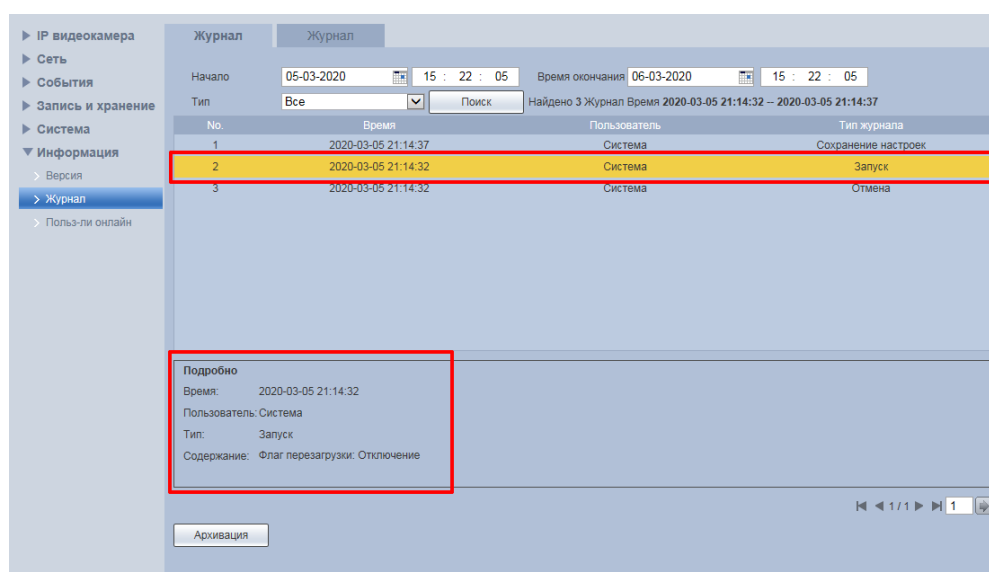 IP видеокамера
Сеть
События
Запись и хранение
Система
Информация
Версия
Журнал
Польз-ли онлайн
Журнал Журнал
Начало 05-03-2020 15 : 22 : 05 Время окончания 06-03-2020 15 : 22 : 05
Тип Все Поиск Найдено 3 Журнал Время 2020-03-05 21:14:32 -- 2020-03-05 21:14:37
No. Время Пользователь Тип журнала
1 2020-03-05 21:14:37 Система Сохранение настроек
2 2020-03-05 21:14:32 Система Запуск
3 2020-03-05 21:14:32 Система Отмена
Подробно
Время: 2020-03-05 21:14:32
Пользователь: Система
Тип: Запуск
Содержание: Флаг перезагрузки: Отключение
1 / 1 1
Архивация